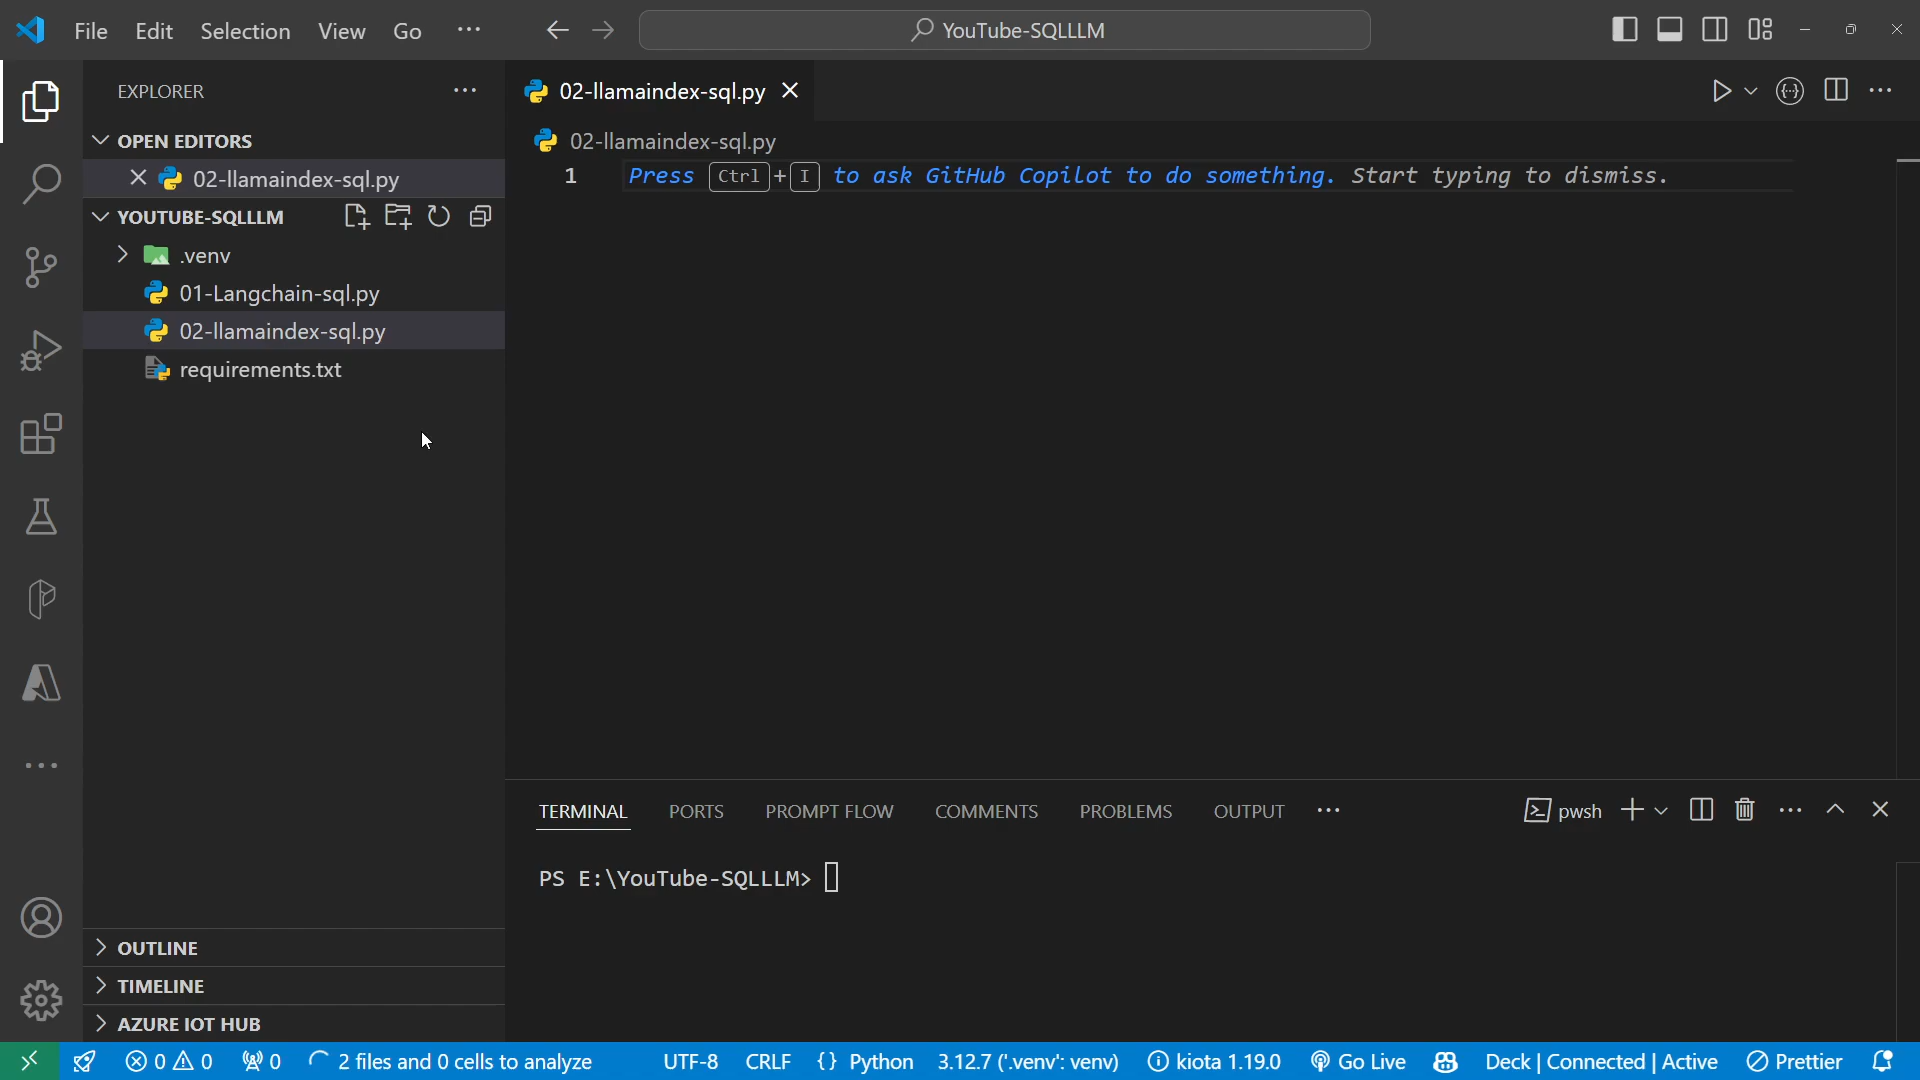 File Edit Selection View Go ··· YouTube-SQLLLM
EXPLORER ···
OPEN EDITORS
02-llamaindex-sql.py
YOUTUBE-SQLLLM
.venv
01-Langchain-sql.py
02-llamaindex-sql.py
requirements.txt
OUTLINE
TIMELINE
AZURE IOT HUB
02-llamaindex-sql.py
02-llamaindex-sql.py
1 Press Ctrl+I to ask GitHub Copilot to do something. Start typing to dismiss.
TERMINAL PORTS PROMPT FLOW COMMENTS PROBLEMS OUTPUT ··· pwsh
PS E:\YouTube-SQLLLM>
0 0 0 2 files and 0 cells to analyze UTF-8 CRLF {} Python 3.12.7 ('.venv': venv) kiota 1.19.0 Go Live Deck | Connected | Active Prettier